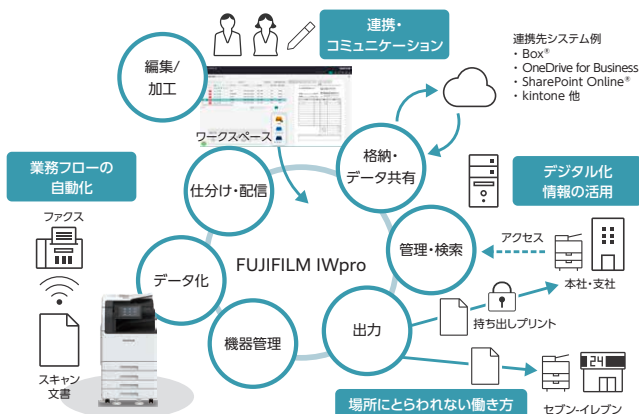 連携・
コミュニケーション
連携先システム例
・Box®
・OneDrive for Business
・SharePoint Online®
・kintone 他
編集/
加工
ワークスペース
格納・
データ共有
業務フローの
自動化
仕分け・配信
デジタル化
情報の活用
ファクス
管理・検索
アクセス
本社・支社
データ化
FUJIFILM IWpro
機器管理
出力
持ち出しプリント
スキャン
文書
24
場所にとらわれない働き方
セブン-イレブン